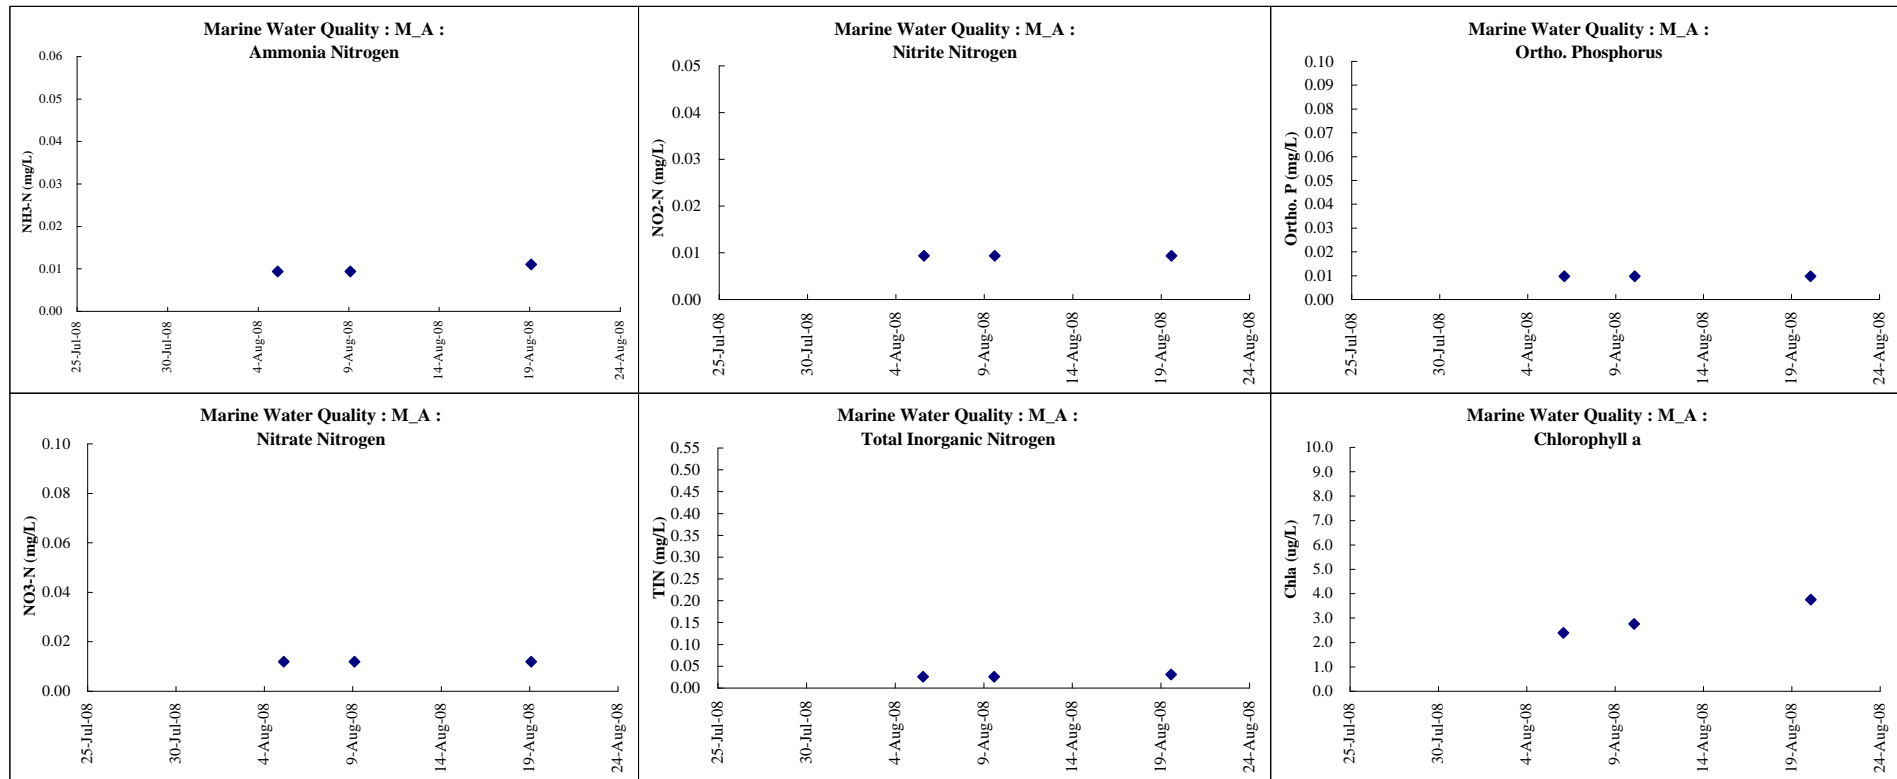 Marine Water Quality : M_A :
Ammonia Nitrogen
0.06
0.05
0.04
0.03
0.02
0.01
0.00
NH3-N (mg/L)
25-Jul-08
30-Jul-08
4-Aug-08
9-Aug-08
14-Aug-08
19-Aug-08
24-Aug-08
Marine Water Quality : M_A :
Nitrite Nitrogen
0.05
0.04
0.03
0.02
0.01
0.00
NO2-N (mg/L)
25-Jul-08
30-Jul-08
4-Aug-08
9-Aug-08
14-Aug-08
19-Aug-08
24-Aug-08
Marine Water Quality : M_A :
Ortho. Phosphorus
0.10
0.09
0.08
0.07
0.06
0.05
0.04
0.03
0.02
0.01
0.00
Ortho. P (mg/L)
25-Jul-08
30-Jul-08
4-Aug-08
9-Aug-08
14-Aug-08
19-Aug-08
24-Aug-08
Marine Water Quality : M_A :
Nitrate Nitrogen
0.10
0.08
0.06
0.04
0.02
0.00
NO3-N (mg/L)
25-Jul-08
30-Jul-08
4-Aug-08
9-Aug-08
14-Aug-08
19-Aug-08
24-Aug-08
Marine Water Quality : M_A :
Total Inorganic Nitrogen
0.55
0.50
0.45
0.40
0.35
0.30
0.25
0.20
0.15
0.10
0.05
0.00
TIN (mg/L)
25-Jul-08
30-Jul-08
4-Aug-08
9-Aug-08
14-Aug-08
19-Aug-08
24-Aug-08
Marine Water Quality : M_A :
Chlorophyll a
10.0
9.0
8.0
7.0
6.0
5.0
4.0
3.0
2.0
1.0
0.0
Chla (ug/L)
25-Jul-08
30-Jul-08
4-Aug-08
9-Aug-08
14-Aug-08
19-Aug-08
24-Aug-08